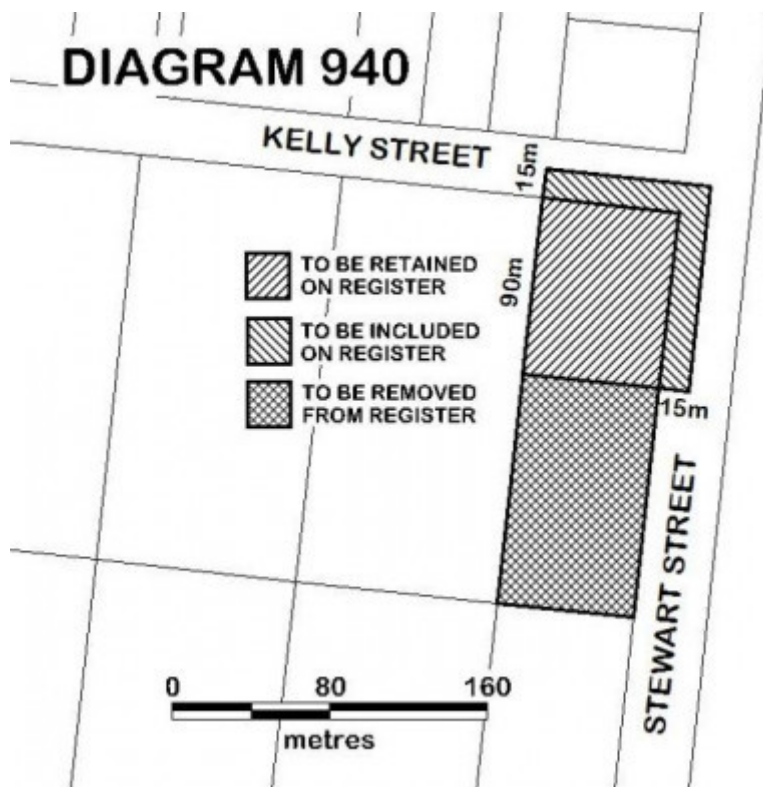 DIAGRAM 940
KELLY STREET
15m
90m
TO BE RETAINED
ON REGISTER
TO BE INCLUDED
ON REGISTER
TO BE REMOVED
FROM REGISTER
15m
STEWART STREET
0 80 160
metres